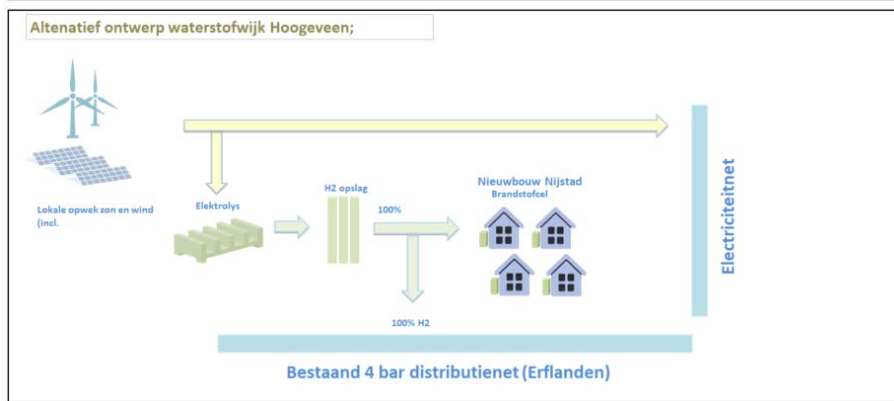 Altenatief ontwerp waterstofwijk Hoogeveen;
Lokale opwek zon en wind
(incl.
Elektrolys
H2 opslag
100%
Nieuwbouw Nijstad
Brandstofcel
100% H2
Electriciteitnet
Bestaand 4 bar distributienet (Erflanden)